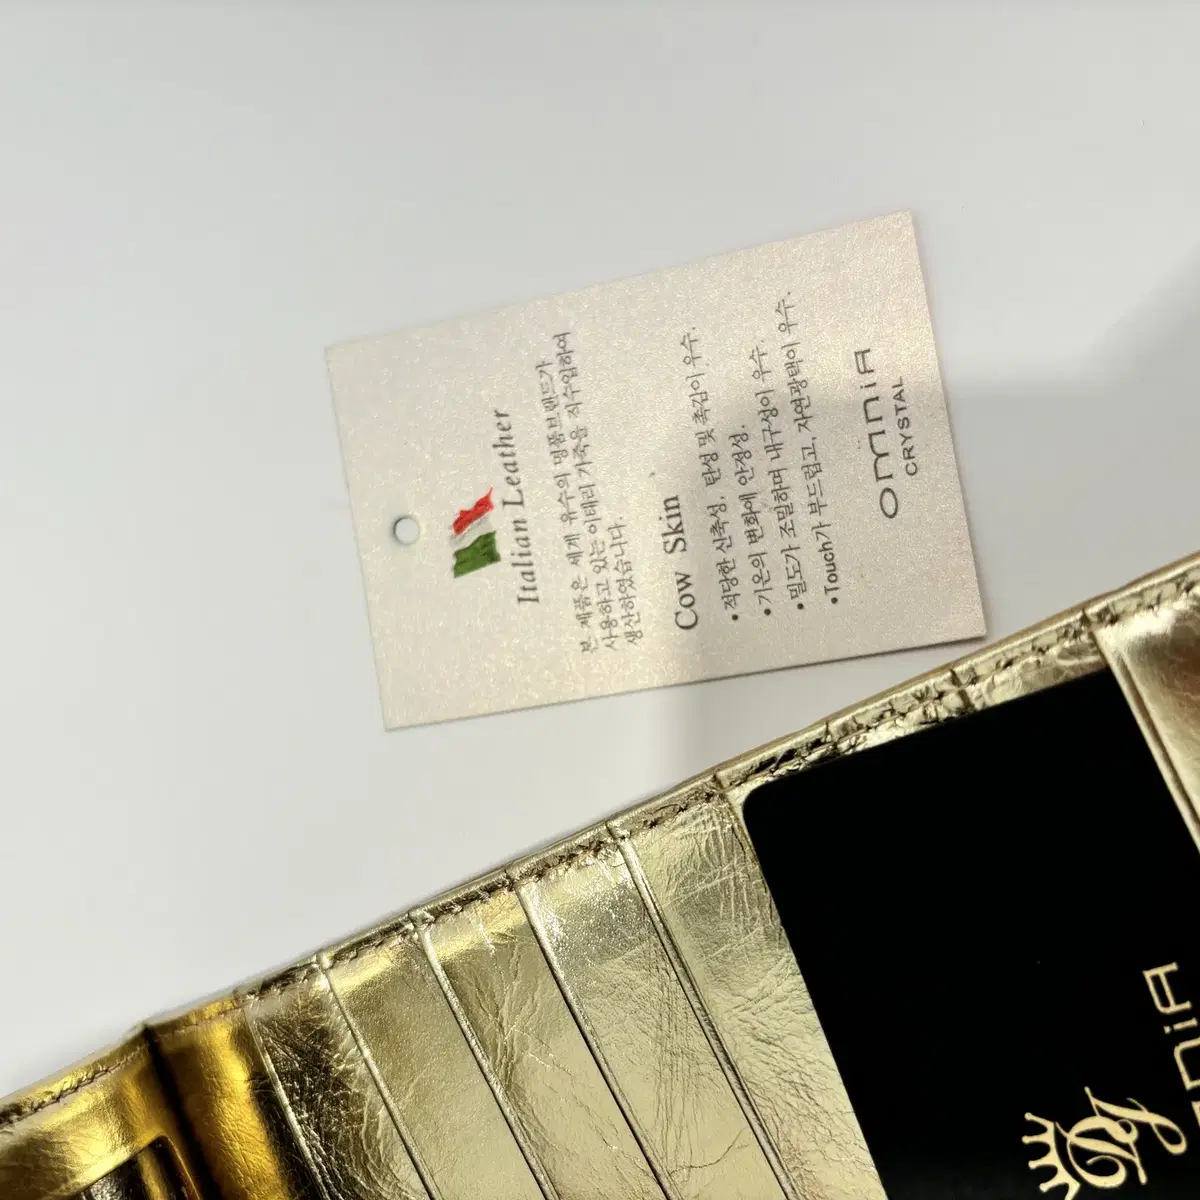 Italian Leather
본 제품은 세계 유수의 명품브랜드가
사용하고 있는 이태리 가죽을 직수입하여
생산하였습니다.
Cow Skin
• 적당한 신축성, 탄성 및 촉감이 우수.
• 기온의 변화에 안정성.
• 밀도가 조밀하며 내구성이 우수.
• Touch가 부드럽고, 자연광택이 우수.
OMNiA
CRYSTAL